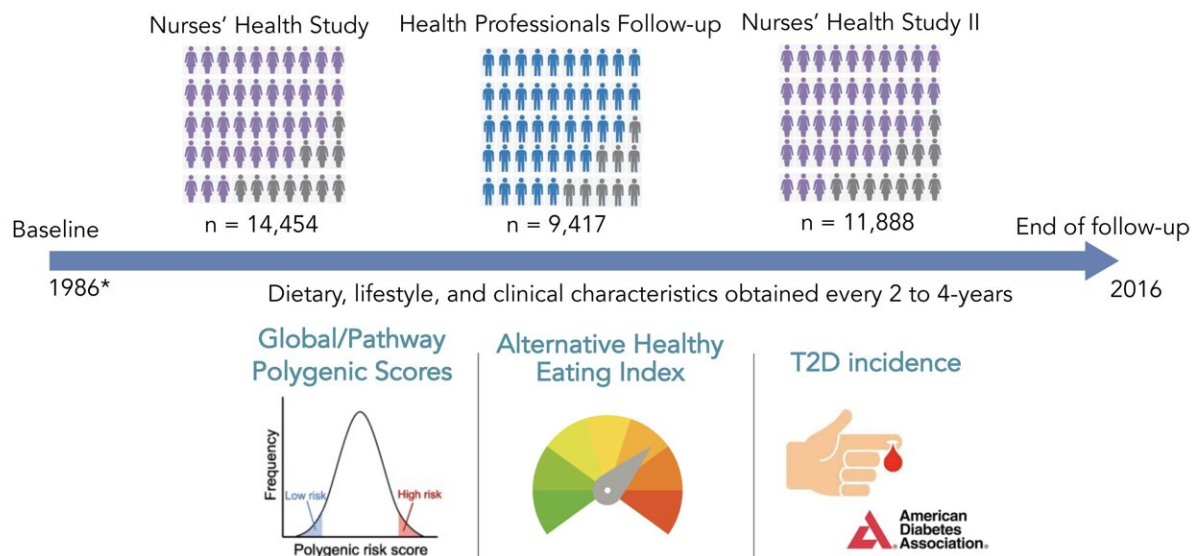 Nurses’ Health Study
Health Professionals Follow-up
Nurses’ Health Study II
n = 14,454
n = 9,417
n = 11,888
Baseline
End of follow-up
1986*
Dietary, lifestyle, and clinical characteristics obtained every 2 to 4-years
2016
Global/Pathway
Polygenic Scores
Frequency
Low risk
High risk
Polygenic risk score
Alternative Healthy
Eating Index
T2D incidence
American
Diabetes
Association®